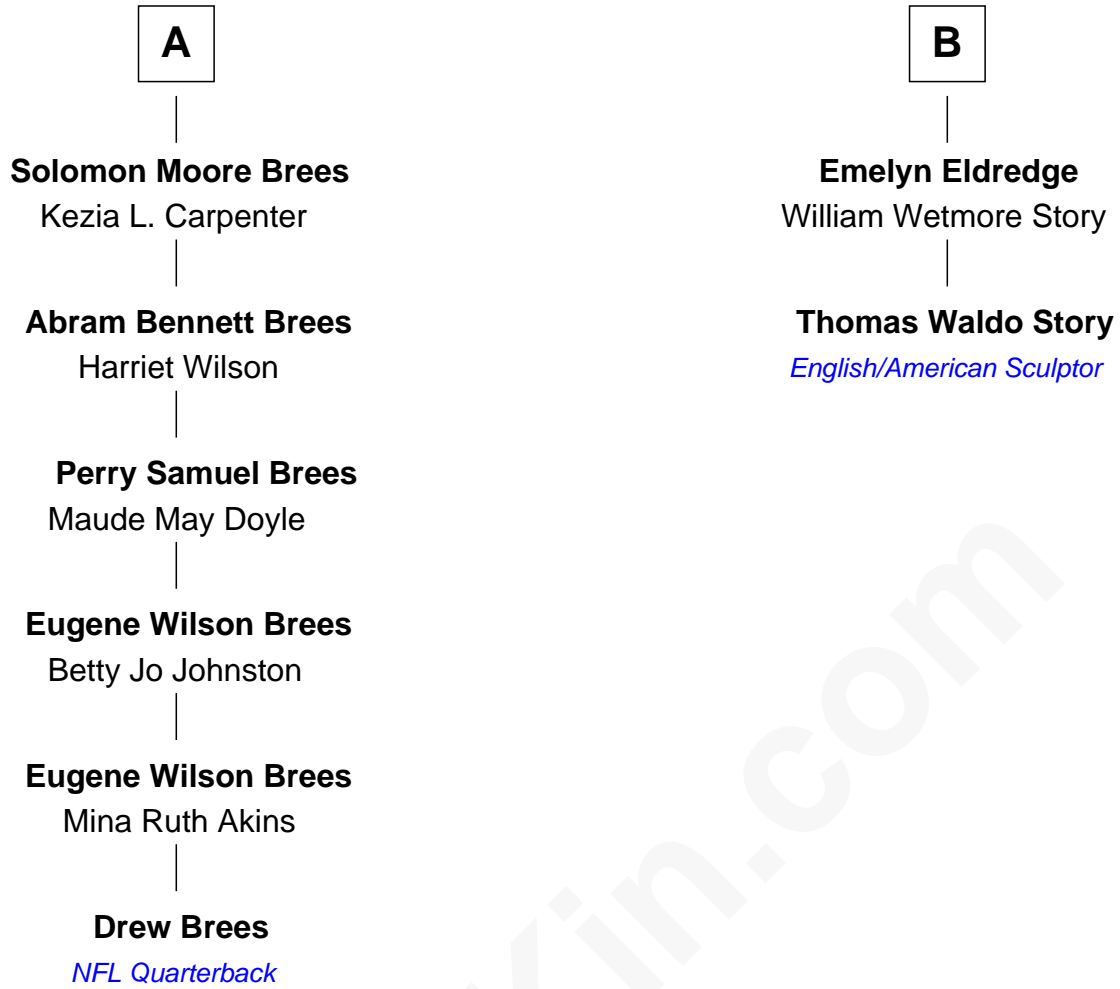 A
Solomon Moore Brees
Kezia L. Carpenter
Abram Bennett Brees
Harriet Wilson
Perry Samuel Brees
Maude May Doyle
Eugene Wilson Brees
Betty Jo Johnston
Eugene Wilson Brees
Mina Ruth Akins
Drew Brees
NFL Quarterback
B
Emelyn Eldredge
William Wetmore Story
Thomas Waldo Story
English/American Sculptor
Kin.com